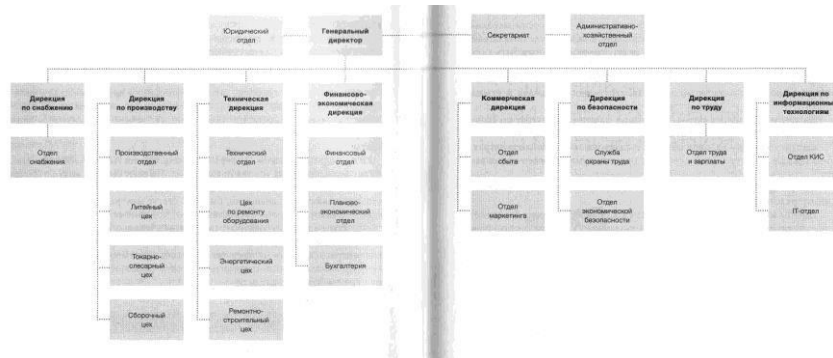 Юридический
отдел
Генеральный
директор
Секретариат
Административно-
хозяйственный
отдел
Дирекция
по снабжению
Дирекция
по производству
Техническая
дирекция
Финансово-
экономическая
дирекция
Коммерческая
дирекция
Дирекция
по безопасности
Дирекция
по труду
Дирекция по
информационным
технологиям
Отдел
снабжения
Производственный
отдел
Технический
отдел
Финансовый
отдел
Отдел
сбыта
Служба
охраны труда
Отдел труда
и зарплаты
Отдел КИС
Литейный
цех
Цех
по ремонту
оборудования
Планово-
экономический
отдел
Отдел
маркетинга
Отдел
экономической
безопасности
IT-отдел
Токарно-
слесарный
цех
Энергетический
цех
Бухгалтерия
Сборочный
цех
Ремонтно-
строительный
цех